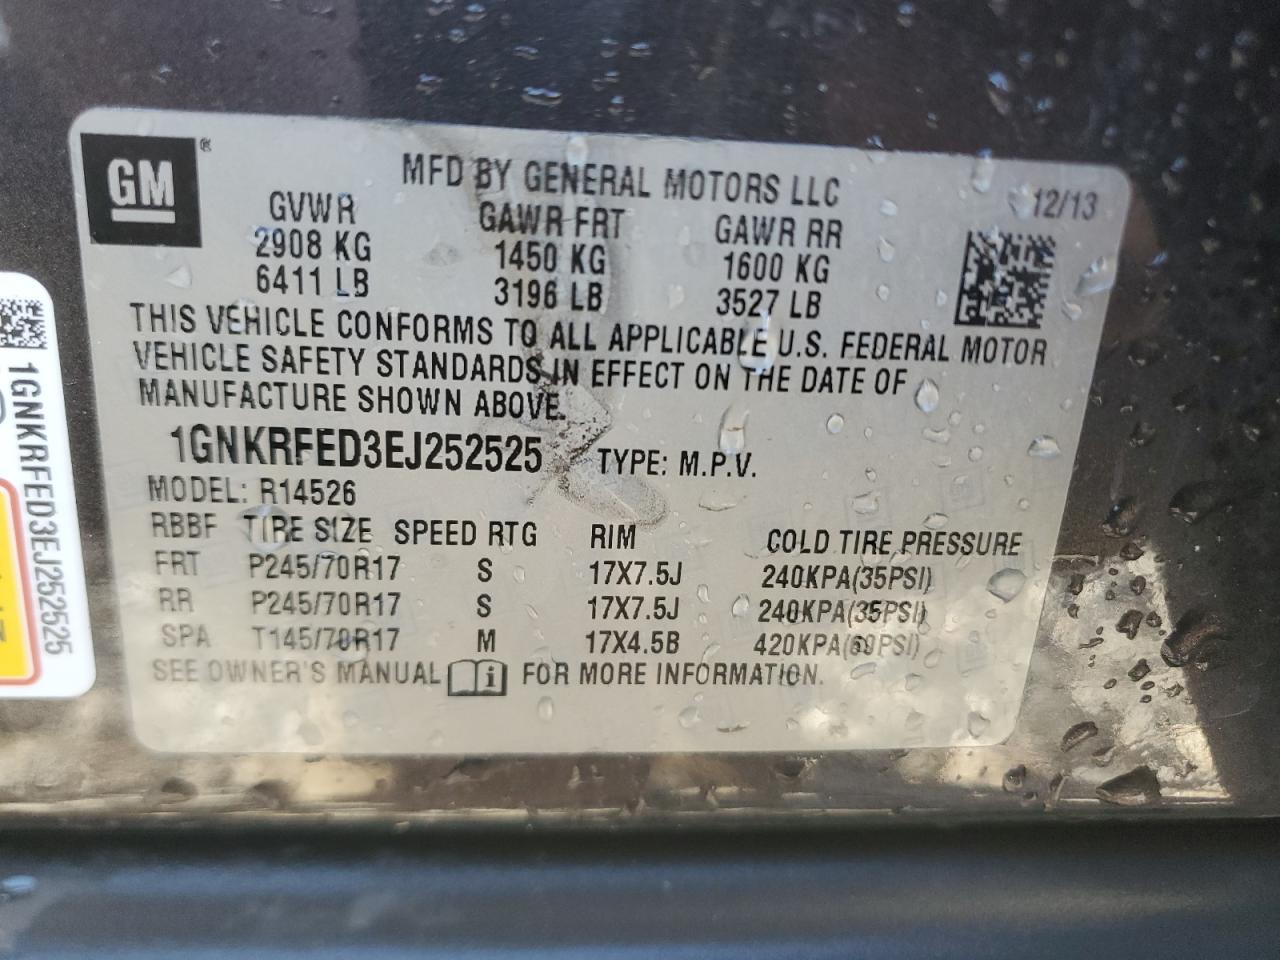 GM ®
MFD BY GENERAL MOTORS LLC
12/13
GVWR GAWR FRT GAWR RR
2908 KG 1450 KG 1600 KG
6411 LB 3196 LB 3527 LB
THIS VEHICLE CONFORMS TO ALL APPLICABLE U.S. FEDERAL MOTOR
VEHICLE SAFETY STANDARDS IN EFFECT ON THE DATE OF
MANUFACTURE SHOWN ABOVE.
1GNKRFED3EJ252525 TYPE: M.P.V.
MODEL: R14526
RBBF TIRE SIZE SPEED RTG RIM COLD TIRE PRESSURE
FRT P245/70R17 S 17X7.5J 240KPA(35PSI)
RR P245/70R17 S 17X7.5J 240KPA(35PSI)
SPA T145/70R17 M 17X4.5B 420KPA(60PSI)
SEE OWNER'S MANUAL i FOR MORE INFORMATION.
1GNKRFED3EJ252525